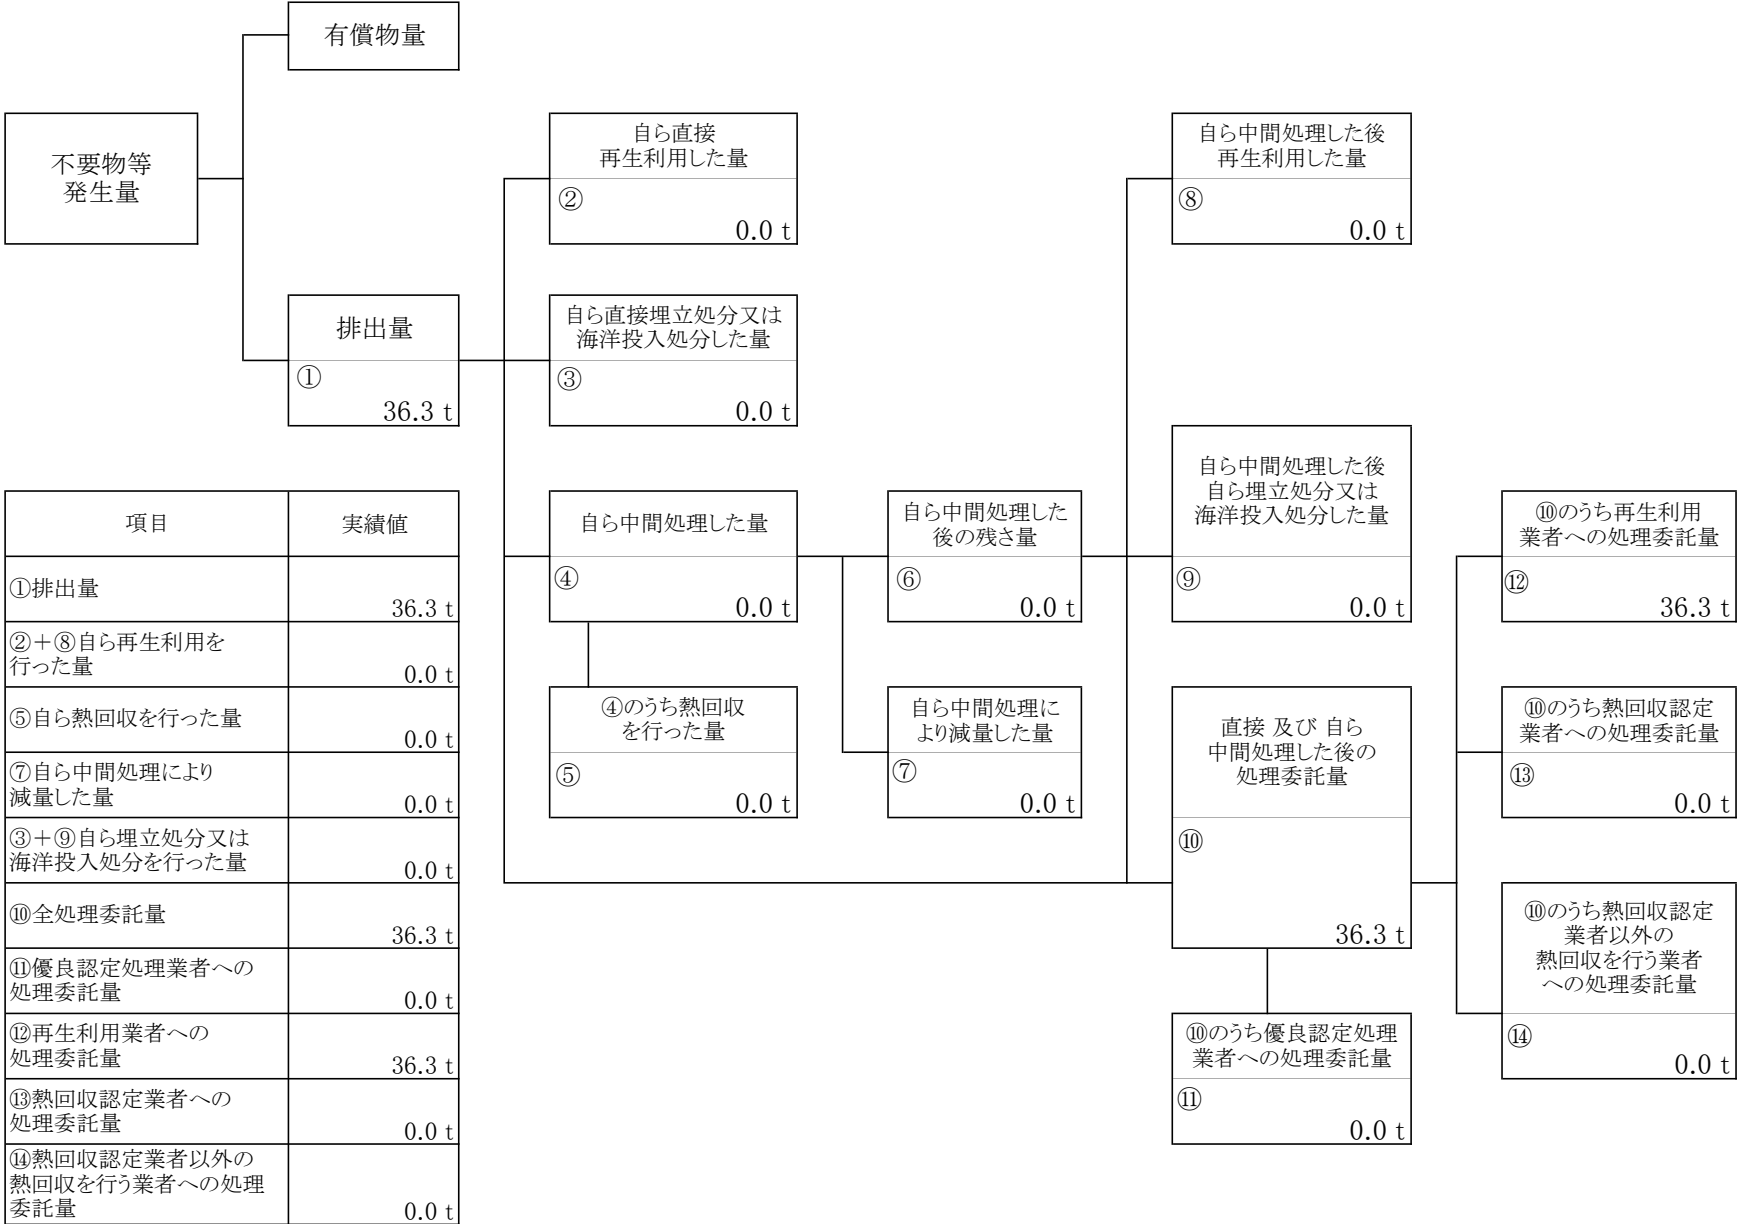 有償物量
不要物等
発生量
自ら直接
再生利用した量
②
0.0 t
自ら中間処理した後
再生利用した量
⑧
0.0 t
排出量
①
36.3 t
自ら直接埋立処分又は
海洋投入処分した量
③
0.0 t
自ら中間処理した量
④
0.0 t
自ら中間処理した
後の残さ量
⑥
0.0 t
自ら中間処理した後
自ら埋立処分又は
海洋投入処分した量
⑨
0.0 t
⑩のうち再生利用
業者への処理委託量
⑫
36.3 t
④のうち熱回収
を行った量
⑤
0.0 t
自ら中間処理に
より減量した量
⑦
0.0 t
直接 及び 自ら
中間処理した後の
処理委託量
⑩
36.3 t
⑩のうち熱回収認定
業者への処理委託量
⑬
0.0 t
⑩のうち熱回収認定
業者以外の
熱回収を行う業者
への処理委託量
⑭
0.0 t
⑩のうち優良認定処理
業者への処理委託量
⑪
0.0 t
項目
実績値
①排出量
36.3 t
②＋⑧自ら再生利用を
行った量
0.0 t
⑤自ら熱回収を行った量
0.0 t
⑦自ら中間処理により
減量した量
0.0 t
③＋⑨自ら埋立処分又は
海洋投入処分を行った量
0.0 t
⑩全処理委託量
36.3 t
⑪優良認定処理業者への
処理委託量
0.0 t
⑫再生利用業者への
処理委託量
36.3 t
⑬熱回収認定業者への
処理委託量
0.0 t
⑭熱回収認定業者以外の
熱回収を行う業者への処理
委託量
0.0 t